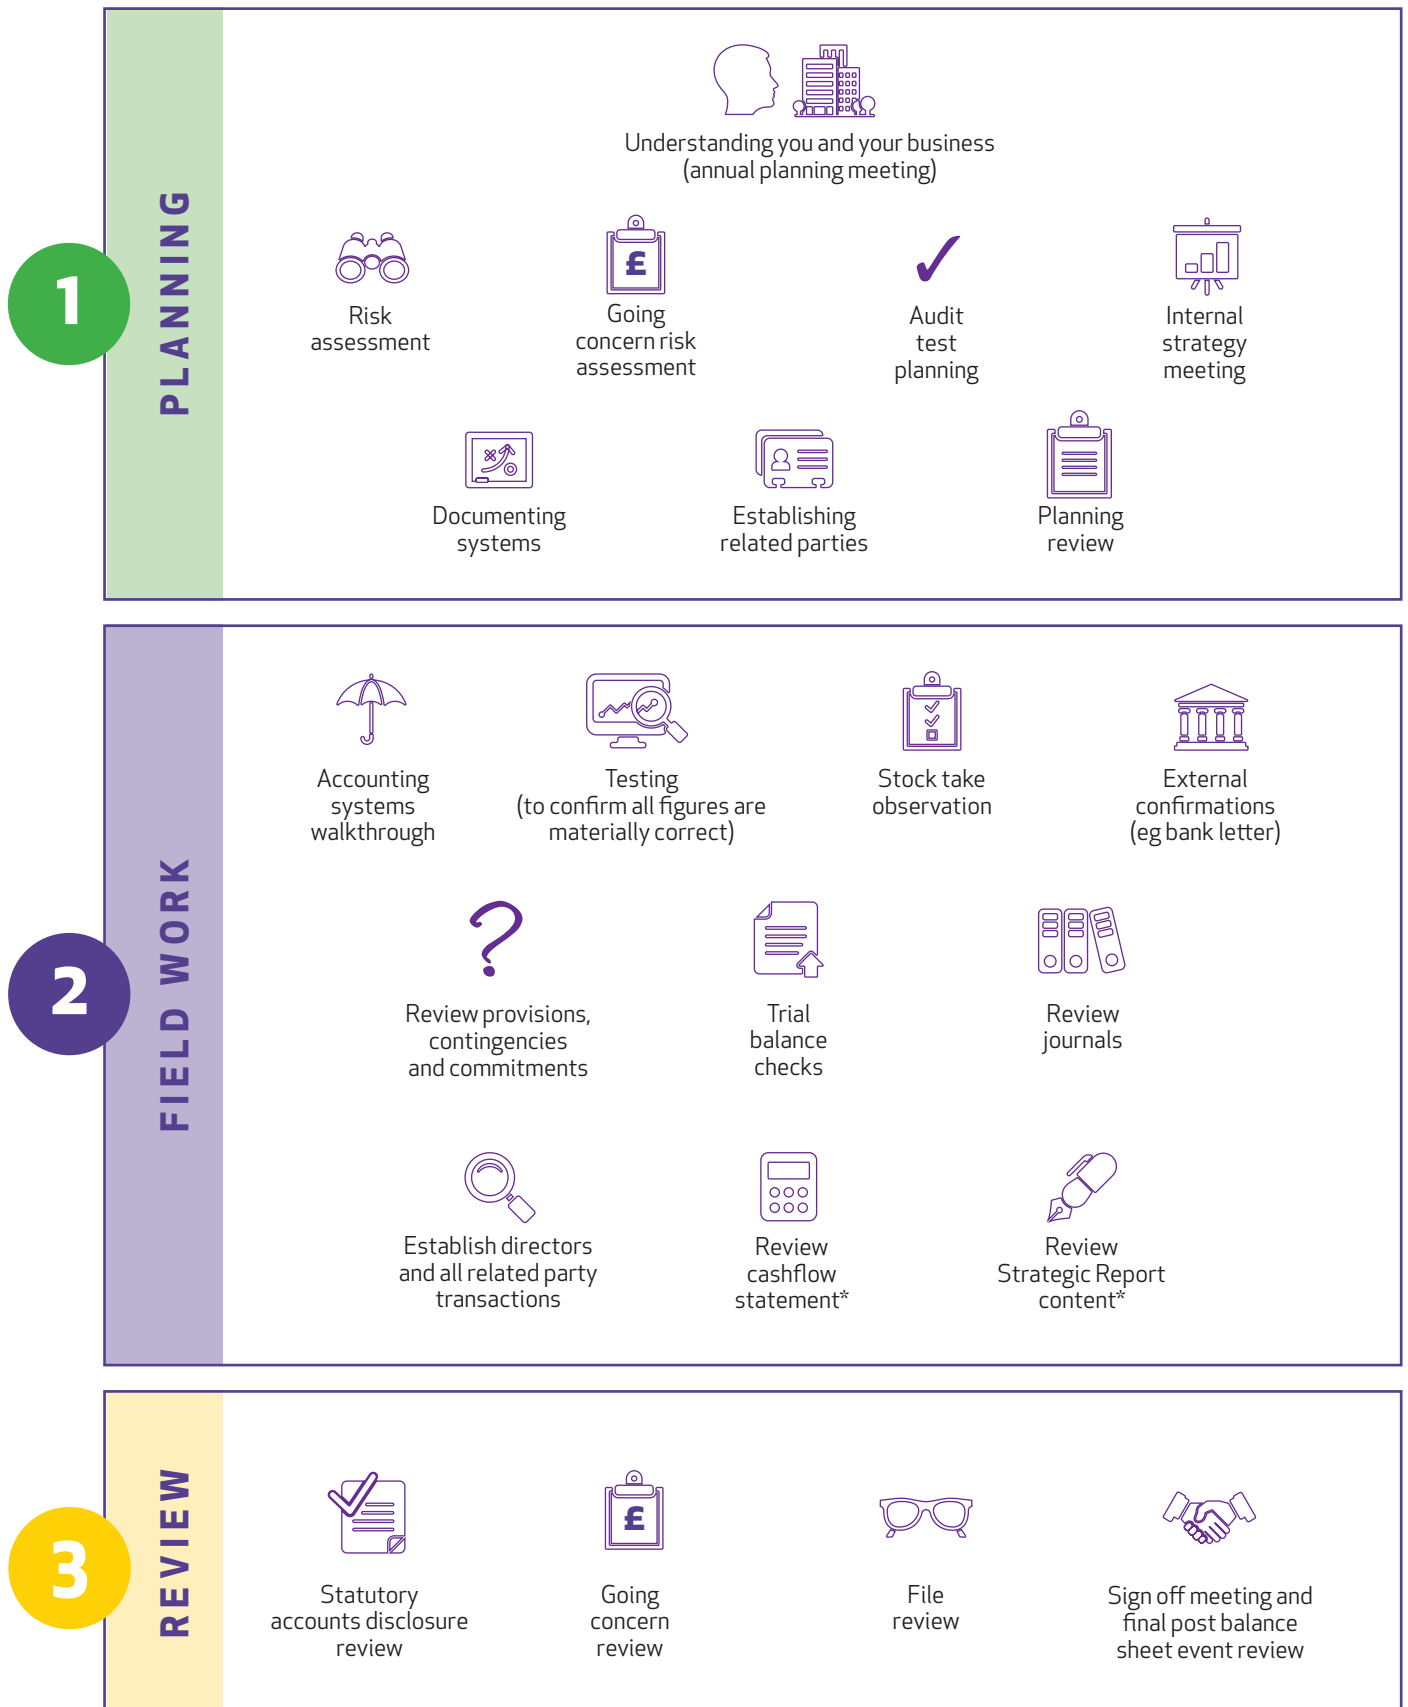 1
PLANNING
Understanding you and your business
(annual planning meeting)
£
Risk
assessment
Going
concern risk
assessment
Audit
test
planning
Internal
strategy
meeting
Documenting
systems
Establishing
related parties
Planning
review
2
FIELD WORK
Accounting
systems
walkthrough
Testing
(to confirm all figures are
materially correct)
Stock take
observation
External
confirmations
(eg bank letter)
?
Review provisions,
contingencies
and commitments
Trial
balance
checks
Review
journals
Establish directors
and all related party
transactions
Review
cashflow
statement*
Review
Strategic Report
content*
3
REVIEW
£
Statutory
accounts disclosure
review
Going
concern
review
File
review
Sign off meeting and
final post balance
sheet event review